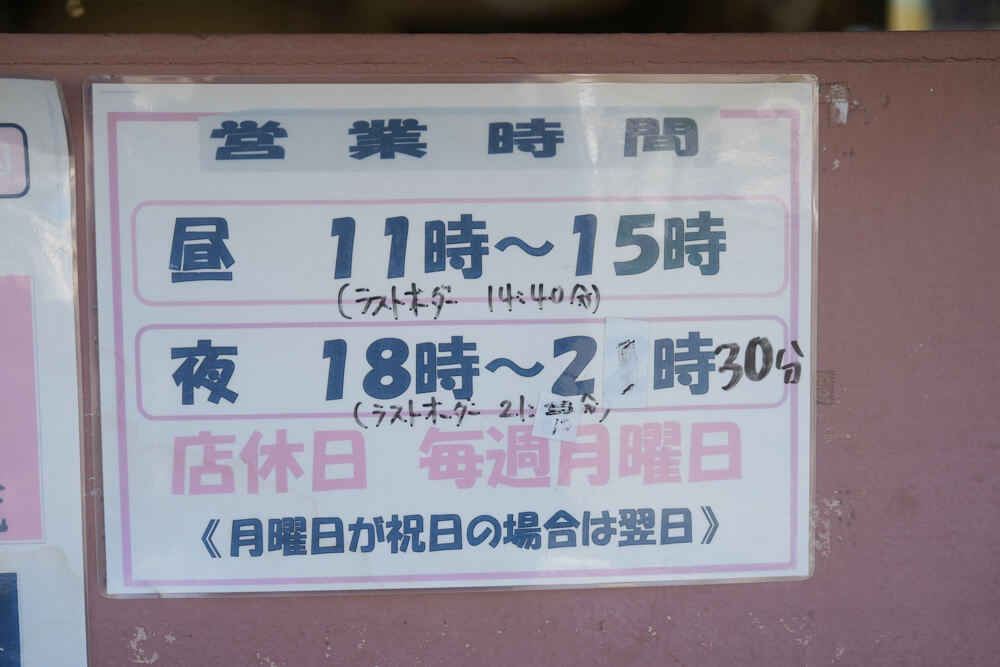 営業時間
昼 11時～15時
(ラストオーダー 14:40分)
夜 18時～21時30分
(ラストオーダー 21:10分)
店休日 毎週月曜日
《月曜日が祝日の場合は翌日》